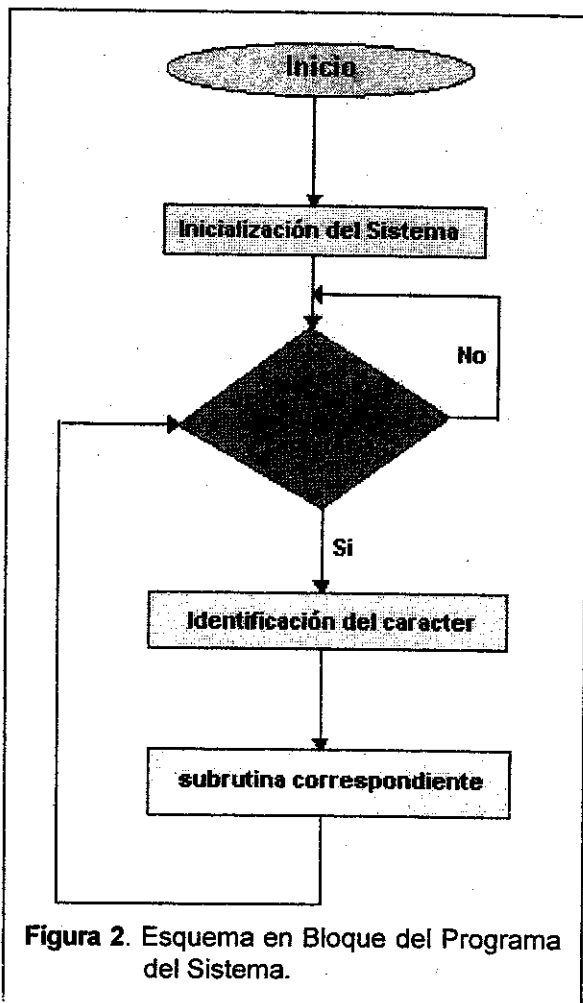 Inicio
Inicialización del Sistema
No
Si
Identificación del caracter
subrutina correspondiente
Figura 2. Esquema en Bloque del Programa
del Sistema.